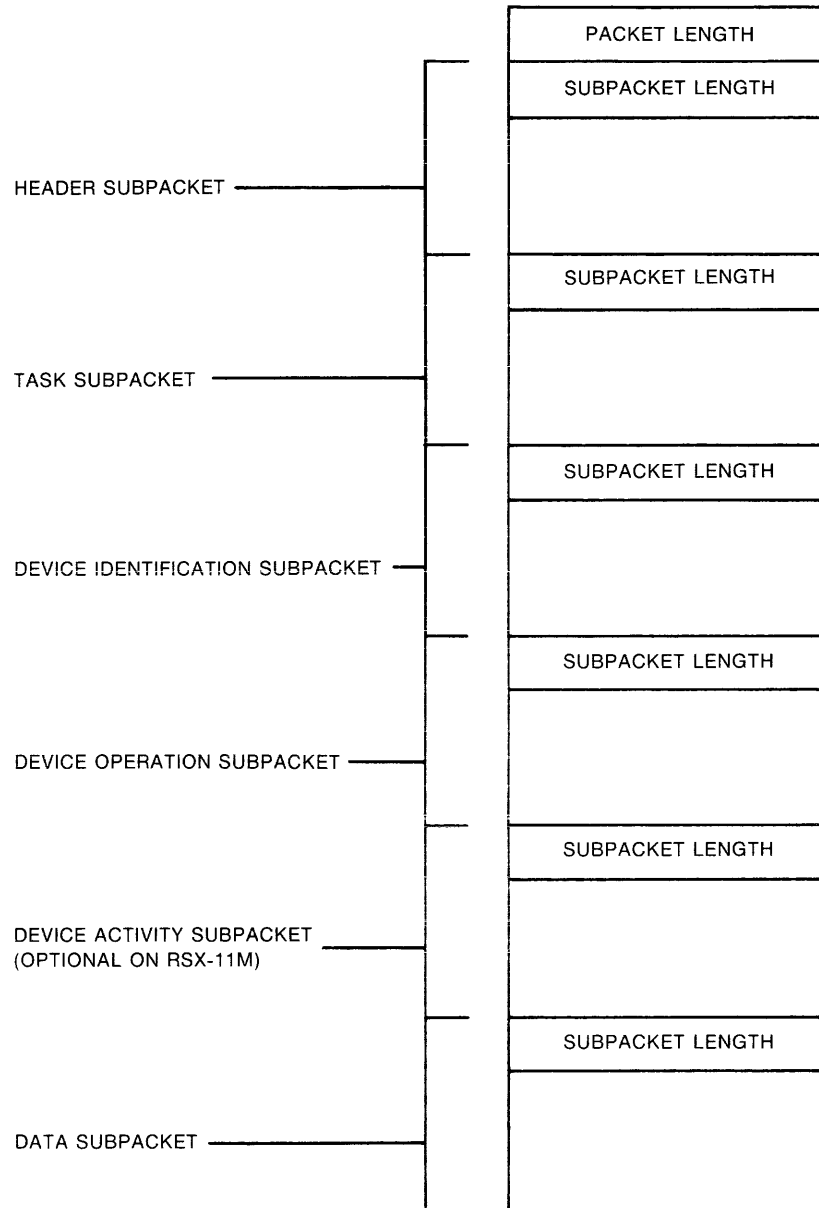 PACKET LENGTH
SUBPACKET LENGTH
HEADER SUBPACKET
SUBPACKET LENGTH
TASK SUBPACKET
SUBPACKET LENGTH
DEVICE IDENTIFICATION SUBPACKET
SUBPACKET LENGTH
DEVICE OPERATION SUBPACKET
SUBPACKET LENGTH
DEVICE ACTIVITY SUBPACKET
(OPTIONAL ON RSX-11M)
SUBPACKET LENGTH
DATA SUBPACKET